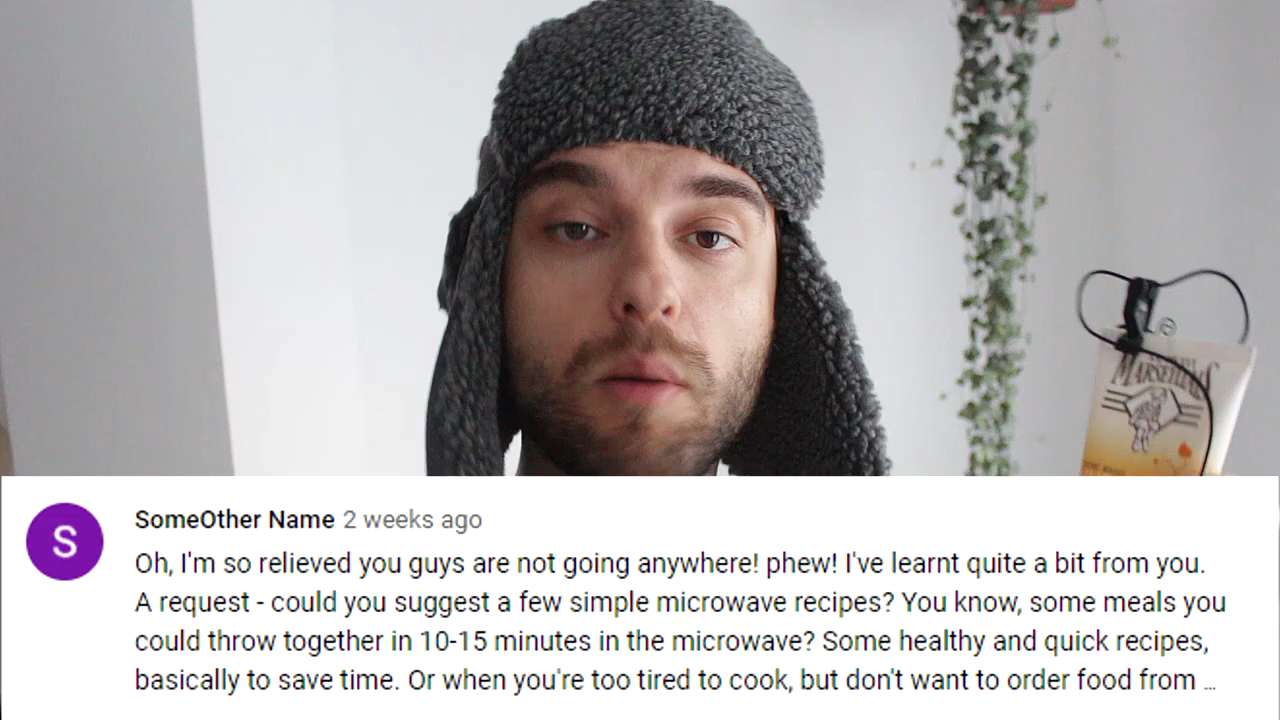 MARSEILLAIS
S
SomeOther Name 2 weeks ago
Oh, I'm so relieved you guys are not going anywhere! phew! I've learnt quite a bit from you.
A request - could you suggest a few simple microwave recipes? You know, some meals you
could throw together in 10-15 minutes in the microwave? Some healthy and quick recipes,
basically to save time. Or when you're too tired to cook, but don't want to order food from ...